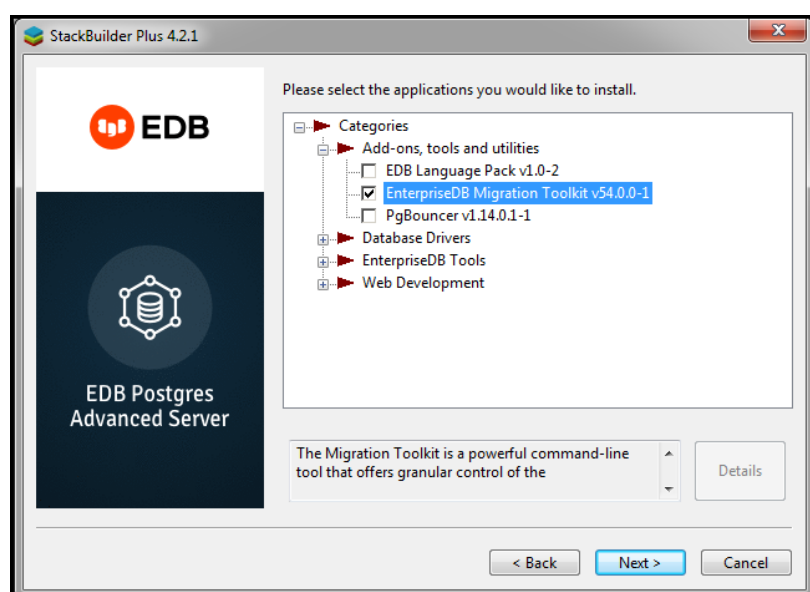 StackBuilder Plus 4.2.1
EDB
EDB Postgres
Advanced Server
Please select the applications you would like to install.
Categories
Add-ons, tools and utilities
EDB Language Pack v1.0-2
EnterpriseDB Migration Toolkit v54.0.0-1
PgBouncer v1.14.0.1-1
Database Drivers
EnterpriseDB Tools
Web Development
The Migration Toolkit is a powerful command-line
tool that offers granular control of the
Details
< Back
Next >
Cancel